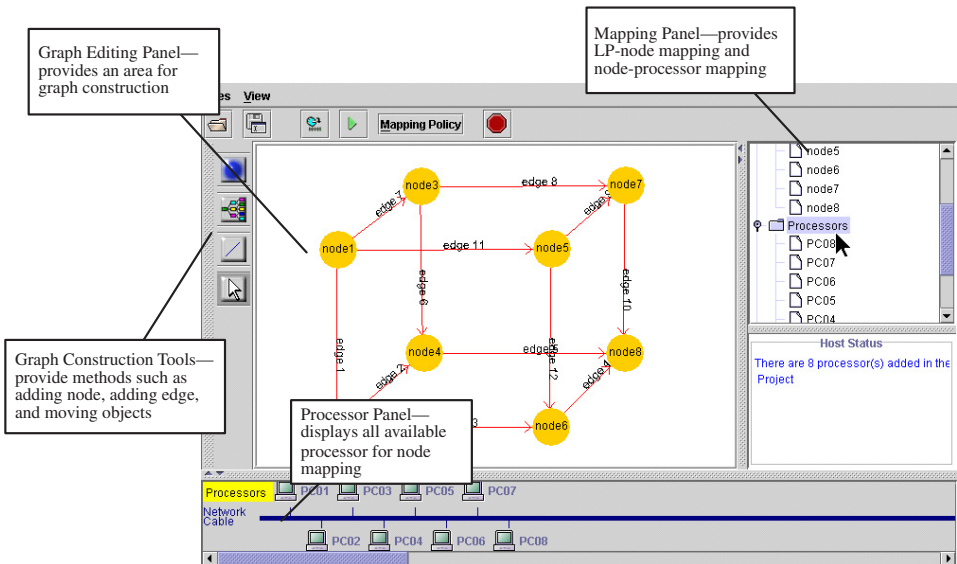 Graph Editing Panel—
provides an area for
graph construction
Mapping Panel—provides
LP-node mapping and
node-processor mapping
View
Mapping Policy
node3
edge 8
node7
edge 7
edge 9
node1
edge 11
node5
edge 6
edge 10
node4
edge 5
node8
edge 1
edge 2
edge 12
edge 4
3
node6
node5
node6
node7
node8
Processors
PC08
PC07
PC06
PC05
PC04
Host Status
There are 8 processor(s) added in the
Project
Graph Construction Tools—
provide methods such as
adding node, adding edge,
and moving objects
Processor Panel—
displays all available
processor for node
mapping
Processors
PC01
PC03
PC05
PC07
Network
Cable
PC02
PC04
PC06
PC08